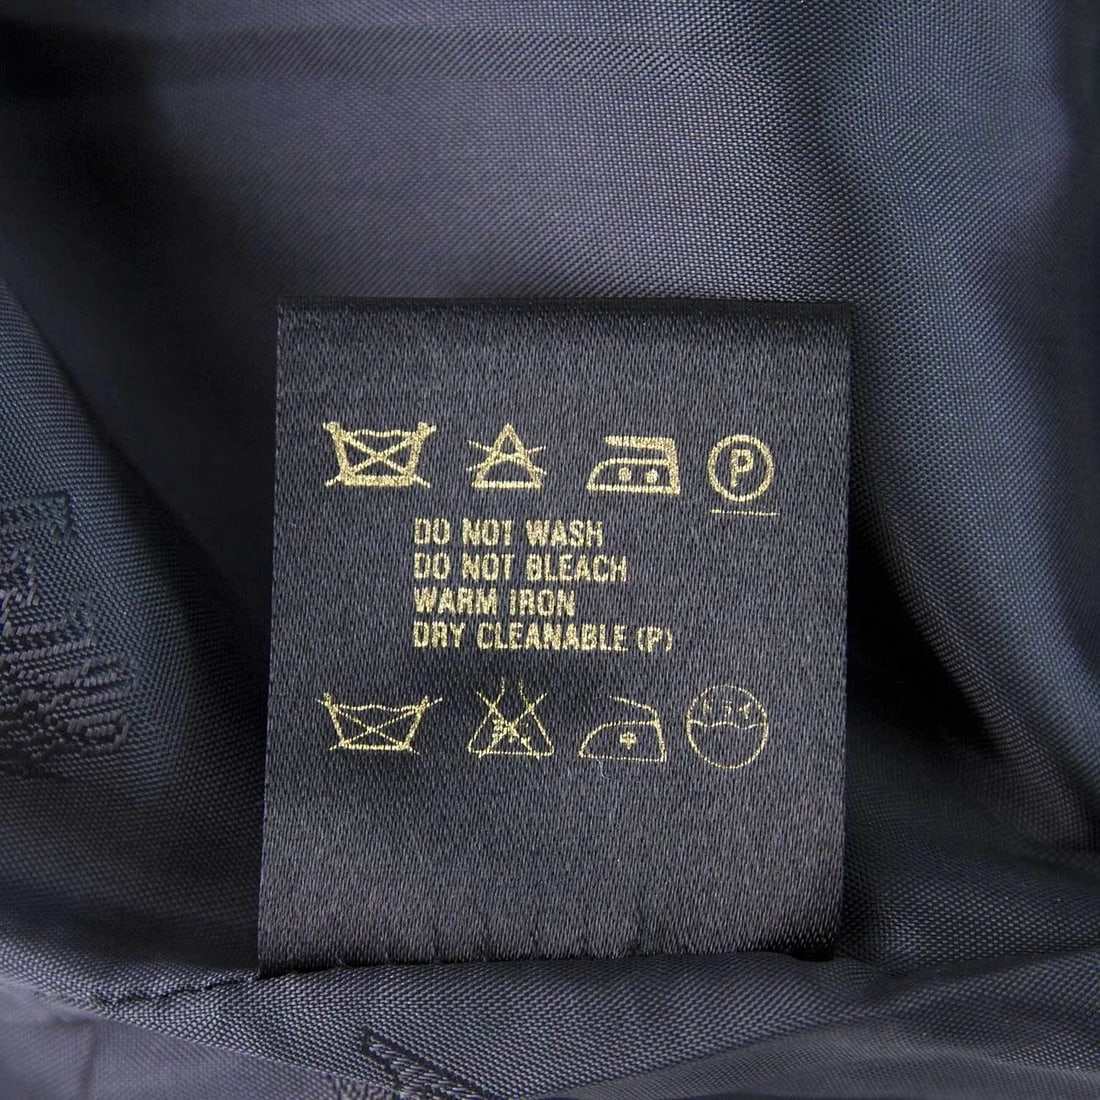 P
DO NOT WASH
DO NOT BLEACH
WARM IRON
DRY CLEANABLE (P)